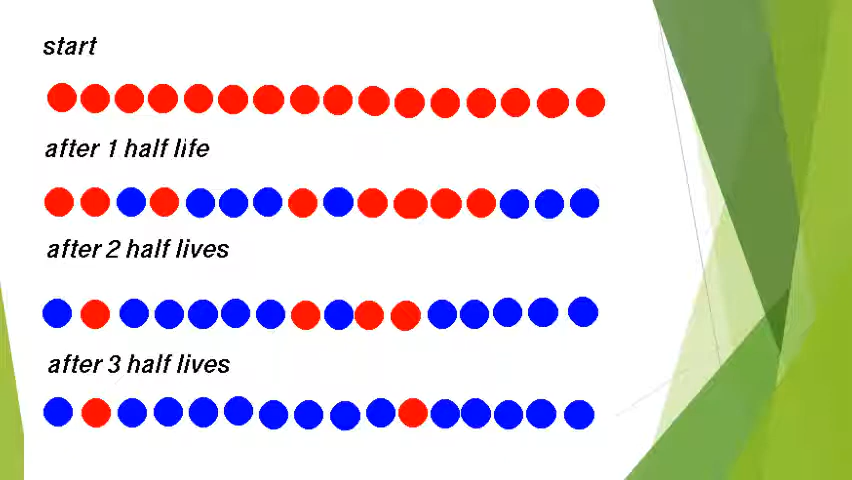 start
after 1 half life
after 2 half lives
after 3 half lives